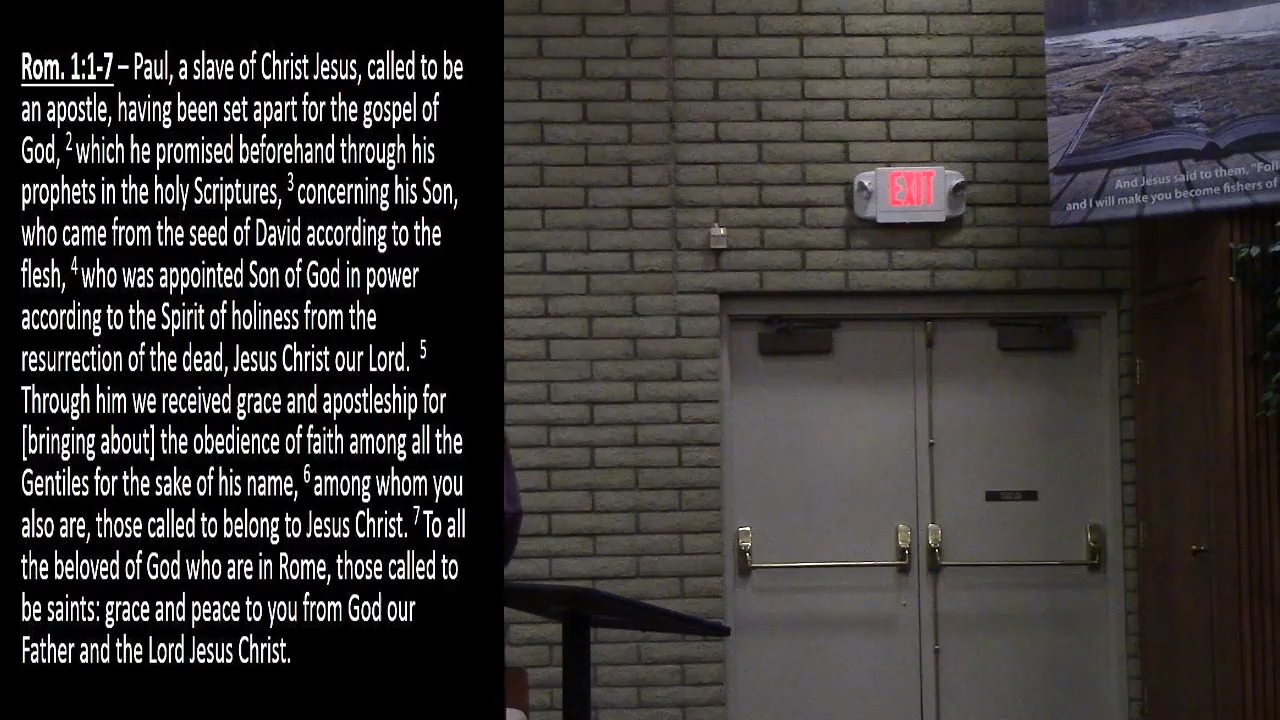 Rom. 1:1-7 – Paul, a slave of Christ Jesus, called to be
an apostle, having been set apart for the gospel of
God, 2 which he promised beforehand through his
prophets in the holy Scriptures, 3 concerning his Son,
who came from the seed of David according to the
flesh, 4 who was appointed Son of God in power
according to the Spirit of holiness from the
resurrection of the dead, Jesus Christ our Lord. 5
Through him we received grace and apostleship for
[bringing about] the obedience of faith among all the
Gentiles for the sake of his name, 6 among whom you
also are, those called to belong to Jesus Christ. 7 To all
the beloved of God who are in Rome, those called to
be saints: grace and peace to you from God our
Father and the Lord Jesus Christ.
EXIT
And Jesus said to them, "Foll
and I will make you become fishers of